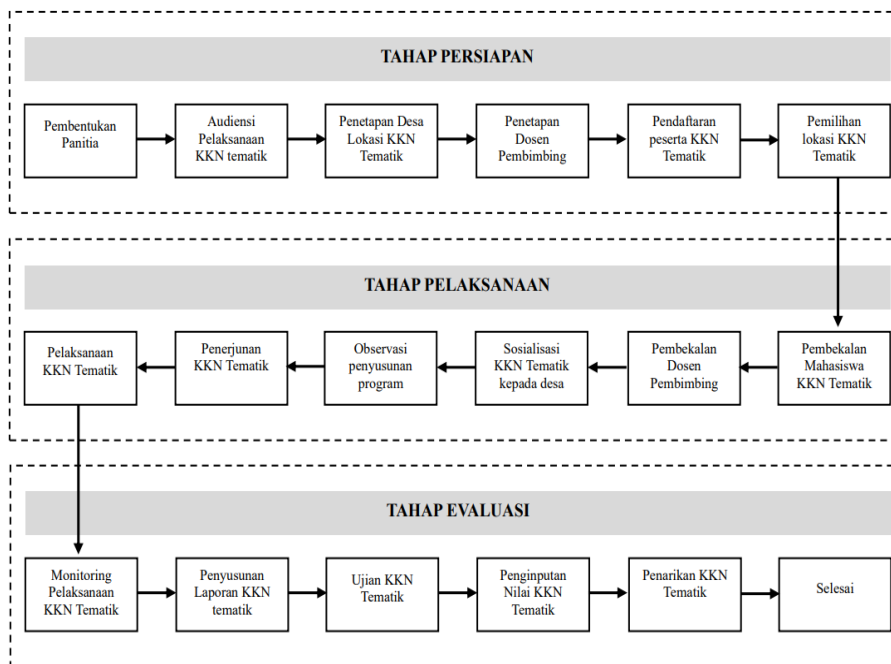 TAHAP PERSIAPAN
Pembentukan
Panitia
Audiensi
Pelaksanaan
KKN tematik
Penetapan Desa
Lokasi KKN
Tematik
Penetapan
Dosen
Pembimbing
Pendaftaran
peserta KKN
Tematik
Pemilihan
lokasi KKN
Tematik
TAHAP PELAKSANAAN
Pelaksanaan
KKN Tematik
Penerjunan
KKN Tematik
Observasi
penyusunan
program
Sosialisasi
KKN Tematik
kepada desa
Pembekalan
Dosen
Pembimbing
Pembekalan
Mahasiswa
KKN Tematik
TAHAP EVALUASI
Monitoring
Pelaksanaan
KKN Tematik
Penyusunan
Laporan KKN
tematik
Ujian KKN
Tematik
Penginputan
Nilai KKN
Tematik
Penarikan KKN
Tematik
Selesai